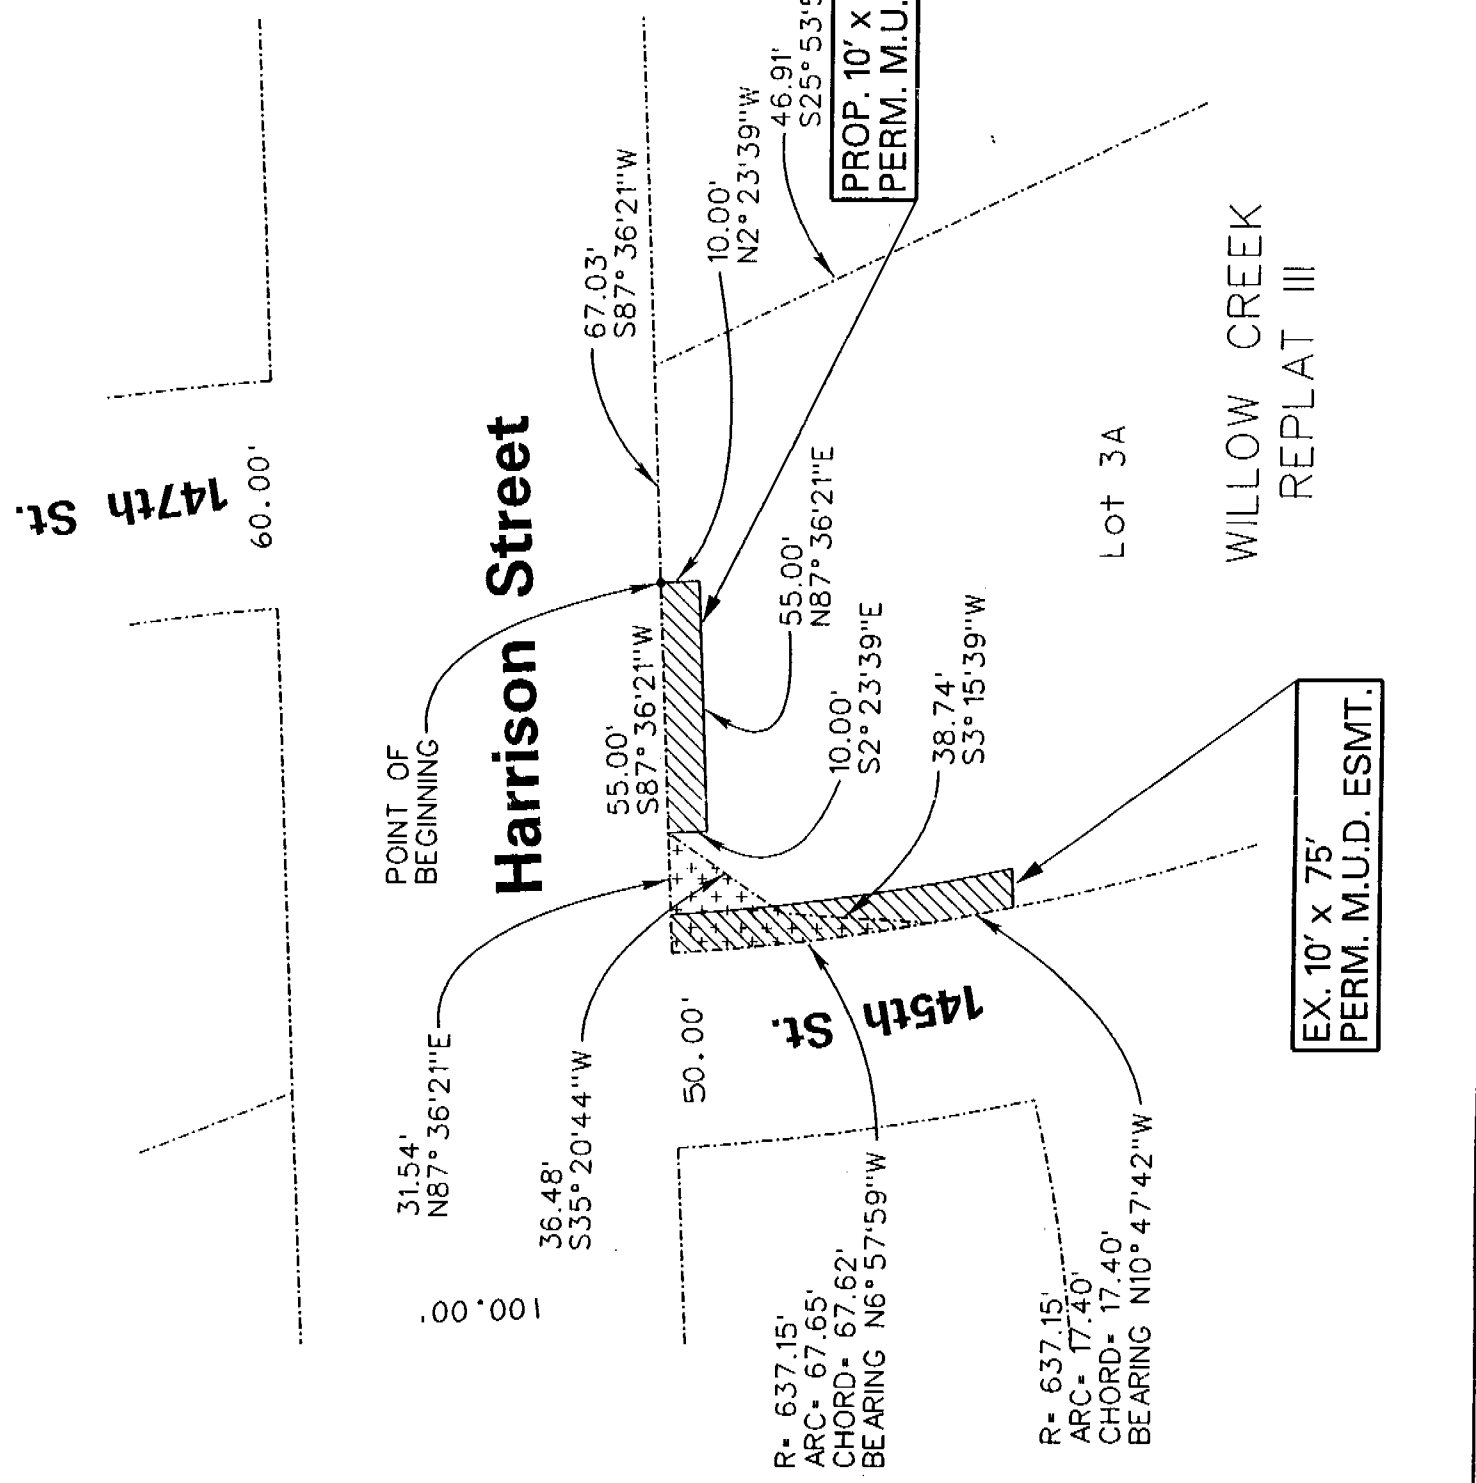 147th St.
60.00'
Harrison Street
POINT OF
BEGINNING
67.03'
S87°36'21"W
10.00'
N2°23'39"W
46.91'
S25°53'5
PROP. 10' x
PERM. M.U.
55.00'
S87°36'21"W
55.00'
N87°36'21"E
10.00'
S2°23'39"E
38.74'
S3°15'39"W
Lot 3A
WILLOW CREEK
REPLAT III
31.54'
N87°36'21"E
36.48'
S35°20'44"W
100.00'
50.00'
145th St.
R= 637.15'
ARC= 67.65'
CHORD= 67.62'
BEARING N6°57'59"W
R= 637.15'
ARC= 17.40'
CHORD= 17.40'
BEARING N10°47'42"W
EX. 10' x 75'
PERM. M.U.D. ESMT.